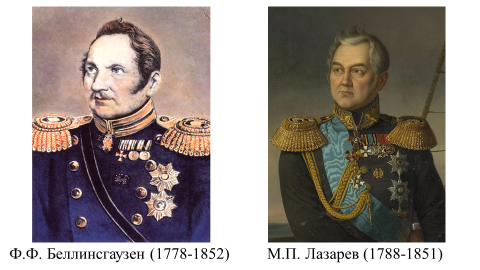 Ф.Ф. Беллинсгаузен (1778-1852)
М.П. Лазарев (1788-1851)